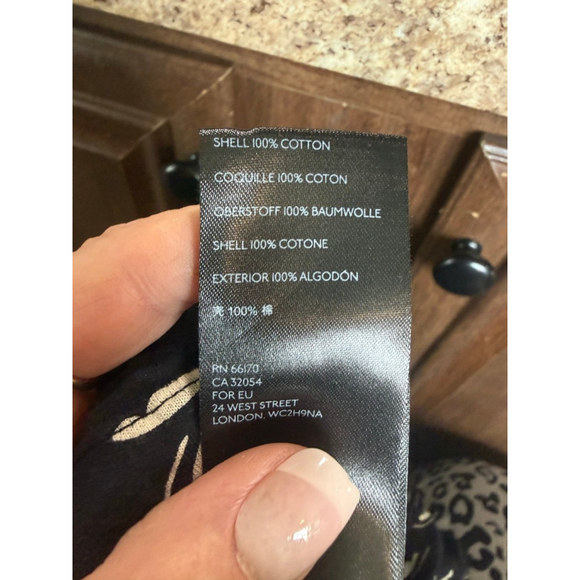 SHELL 100% COTTON
COQUILLE 100% COTON
OBERSTOFF 100% BAUMWOLLE
SHELL 100% COTONE
EXTERIOR 100% ALGODÓN
壳 100% 棉
RN 66170
CA 32054
FOR EU
24 WEST STREET
LONDON, WC2H9NA